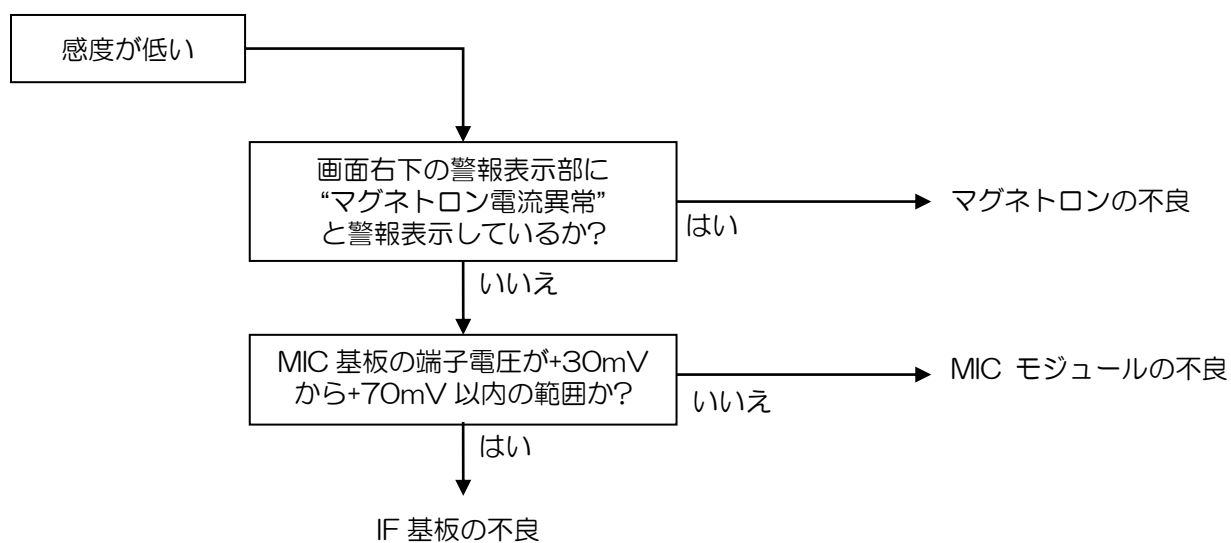 感度が低い
画面右下の警報表示部に
“マグネトロン電流異常”
と警報表示しているか?
はい
マグネトロンの不良
いいえ
MIC 基板の端子電圧が+30mV
から+70mV 以内の範囲か?
いいえ
MIC モジュールの不良
はい
IF 基板の不良